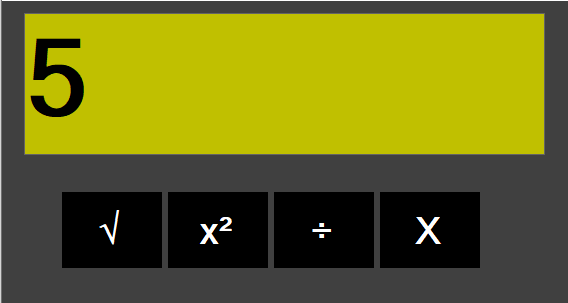 5
√ x² ÷ X